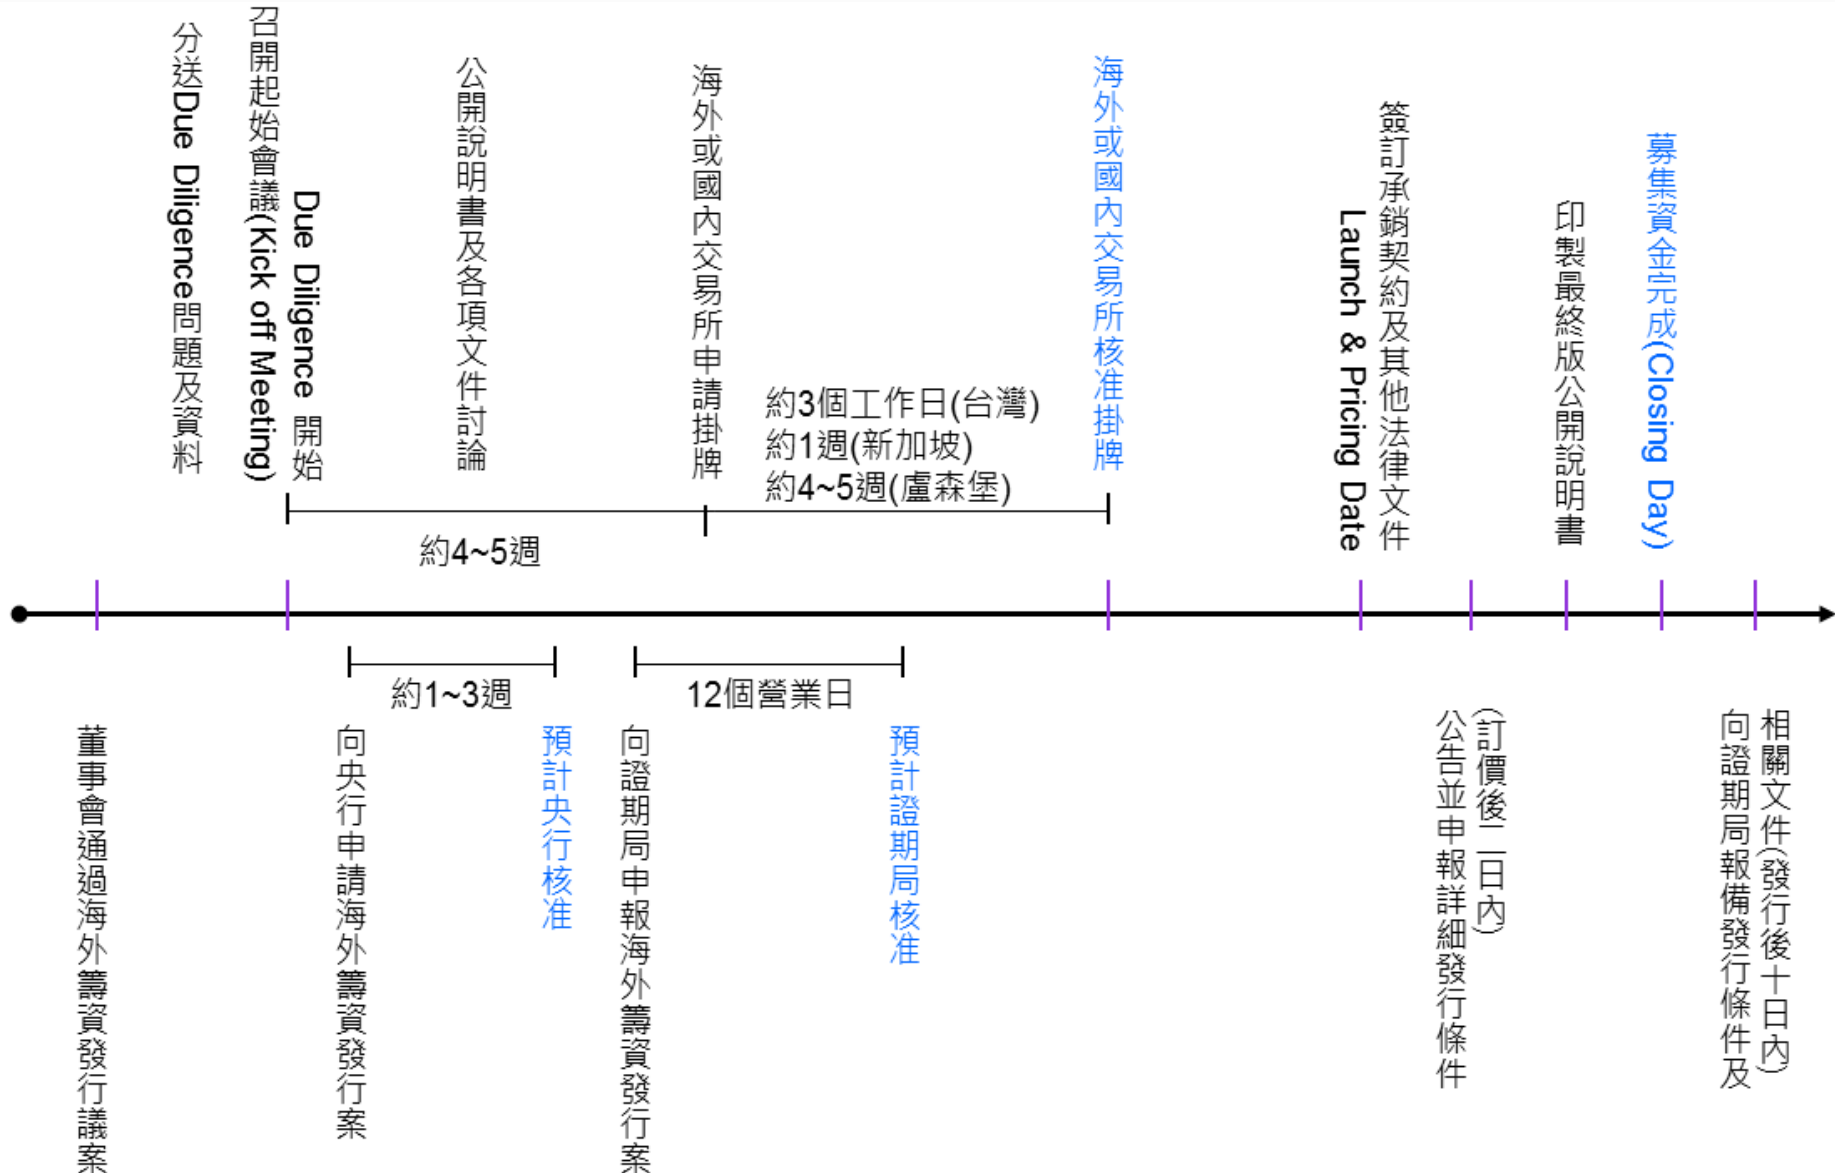 分送Due Diligence問題及資料
召開起始會議(Kick off Meeting)
Due Diligence 開始
公開說明書及各項文件討論
海外或國內交易所申請掛牌
約3個工作日(台灣)
約1週(新加坡)
約4~5週(盧森堡)
海外或國內交易所核准掛牌
Launch & Pricing Date
簽訂承銷契約及其他法律文件
印製最終版公開說明書
募集資金完成(Closing Day)
約4~5週
約1~3週
12個營業日
董事會通過海外籌資發行議案
向央行申請海外籌資發行案
預計央行核准
向證期局申報海外籌資發行案
預計證期局核准
公告並申報詳細發行條件
(訂價後二日內)
向證期局報備發行條件及
相關文件(發行後十日內)